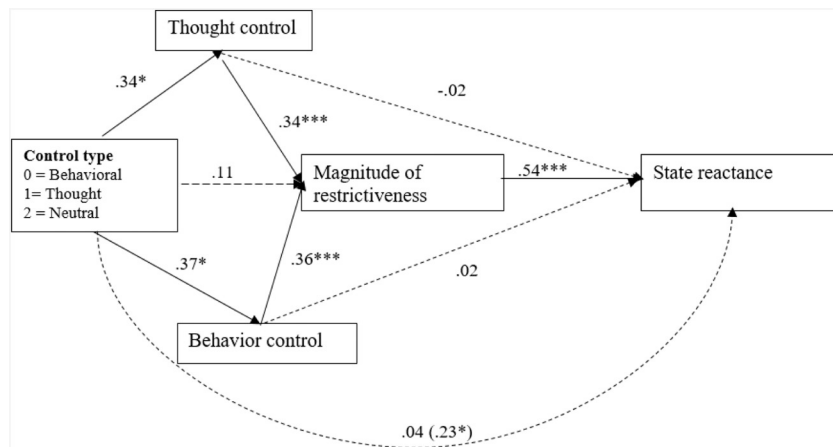 Thought control
.34*
-.02
.34***
Control type
0 = Behavioral
1= Thought
2 = Neutral
.11
Magnitude of
restrictiveness
.54***
State reactance
.37*
.36***
.02
Behavior control
.04 (.23*)